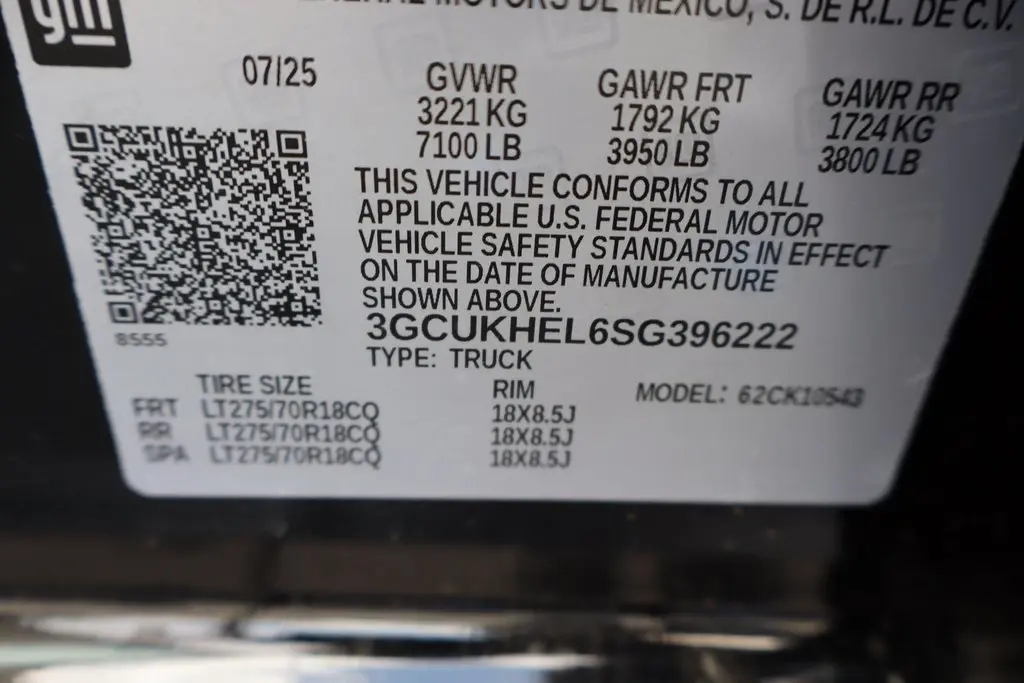 gm
GENERAL MOTORS DE MEXICO, S. DE R.L. DE C.V.
07/25 GVWR GAWR FRT GAWR RR
3221 KG 1792 KG 1724 KG
7100 LB 3950 LB 3800 LB
THIS VEHICLE CONFORMS TO ALL
APPLICABLE U.S. FEDERAL MOTOR
VEHICLE SAFETY STANDARDS IN EFFECT
ON THE DATE OF MANUFACTURE
SHOWN ABOVE.
8555
3GCUKHEL6SG396222
TYPE: TRUCK
TIRE SIZE RIM MODEL: 62CK10543
FRT LT275/70R18CQ 18X8.5J
RR LT275/70R18CQ 18X8.5J
SPA LT275/70R18CQ 18X8.5J